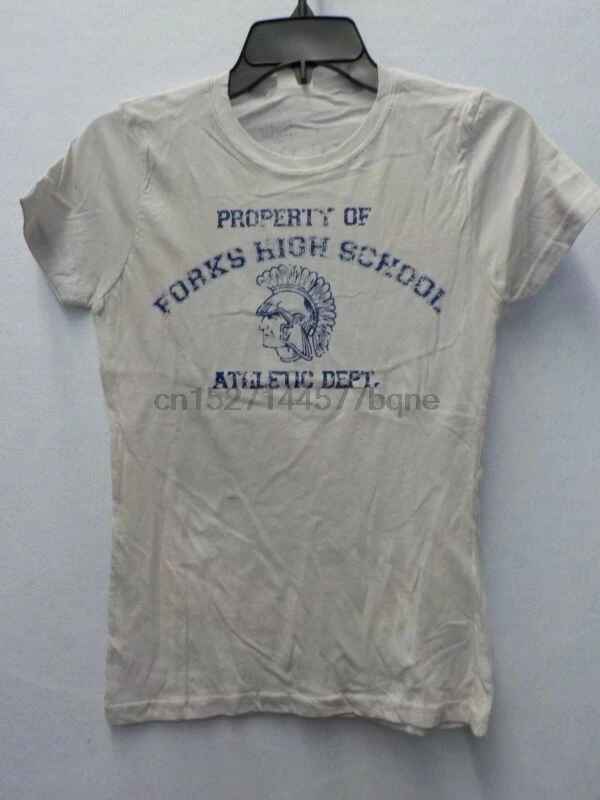 PROPERTY OF
FORKS HIGH SCHOOL
ATHLETIC DEPT.
cn1527144577bqne